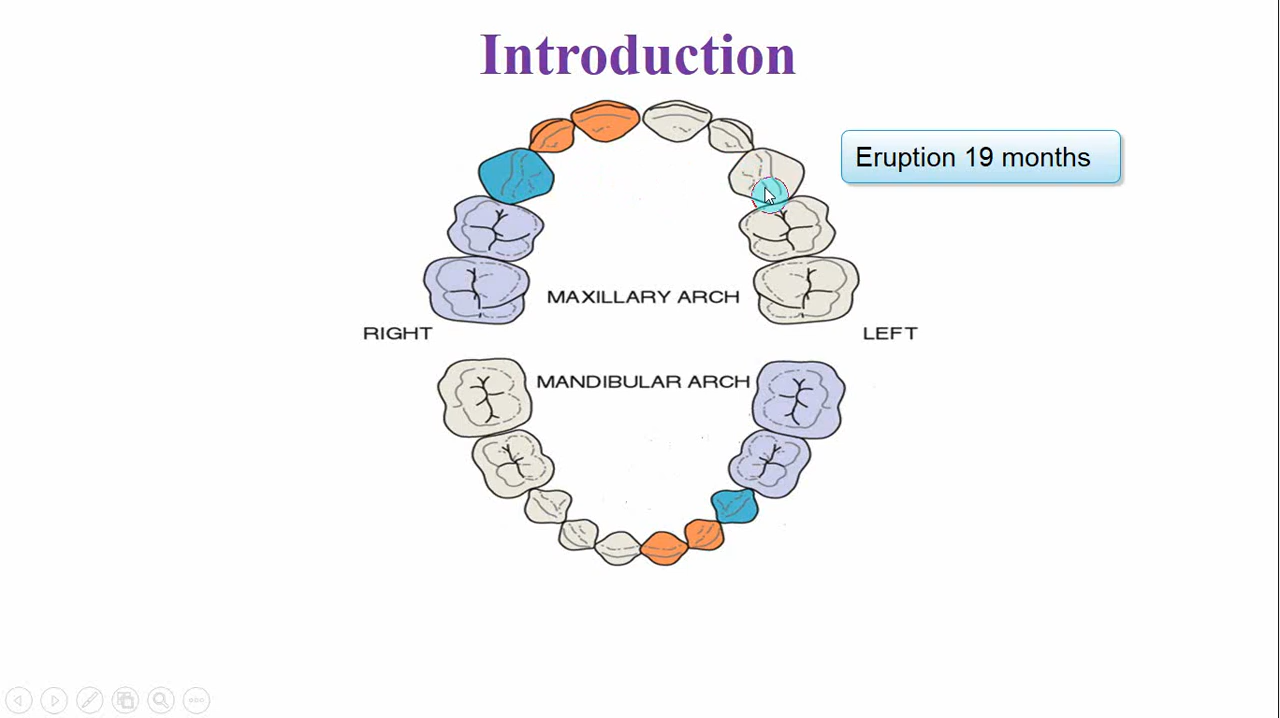 Introduction
Eruption 19 months
MAXILLARY ARCH
RIGHT
LEFT
MANDIBULAR ARCH